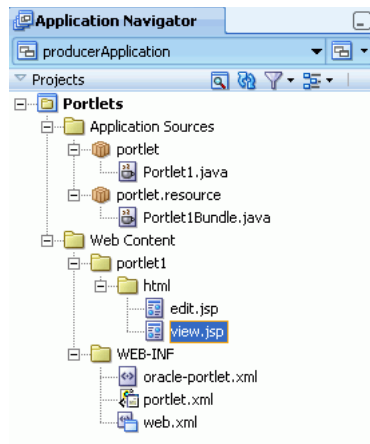 Application Navigator
producerApplication
Projects
Portlets
Application Sources
portlet
Portlet1.java
portlet.resource
Portlet1Bundle.java
Web Content
portlet1
html
edit.jsp
view.jsp
WEB-INF
oracle-portlet.xml
portlet.xml
web.xml